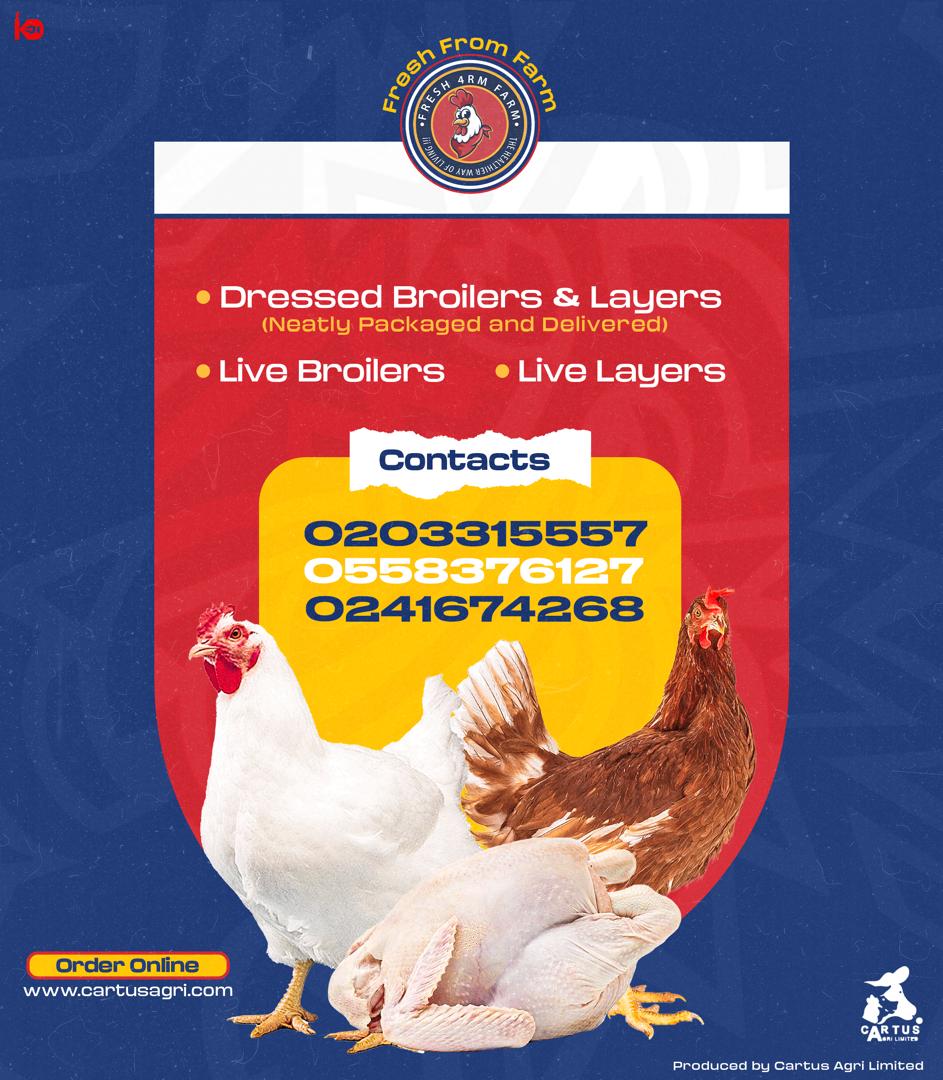 Fresh From Farm
FRESH 4RM FARM
THE HEALTHIER WAY OF LIVING!!!
• Dressed Broilers & Layers
(Neatly Packaged and Delivered)
• Live Broilers • Live Layers
Contacts
0203315557
0558376127
0241674268
Order Online
www.cartusagri.com
CARTUS
AGRI LIMITED
Produced by Cartus Agri Limited